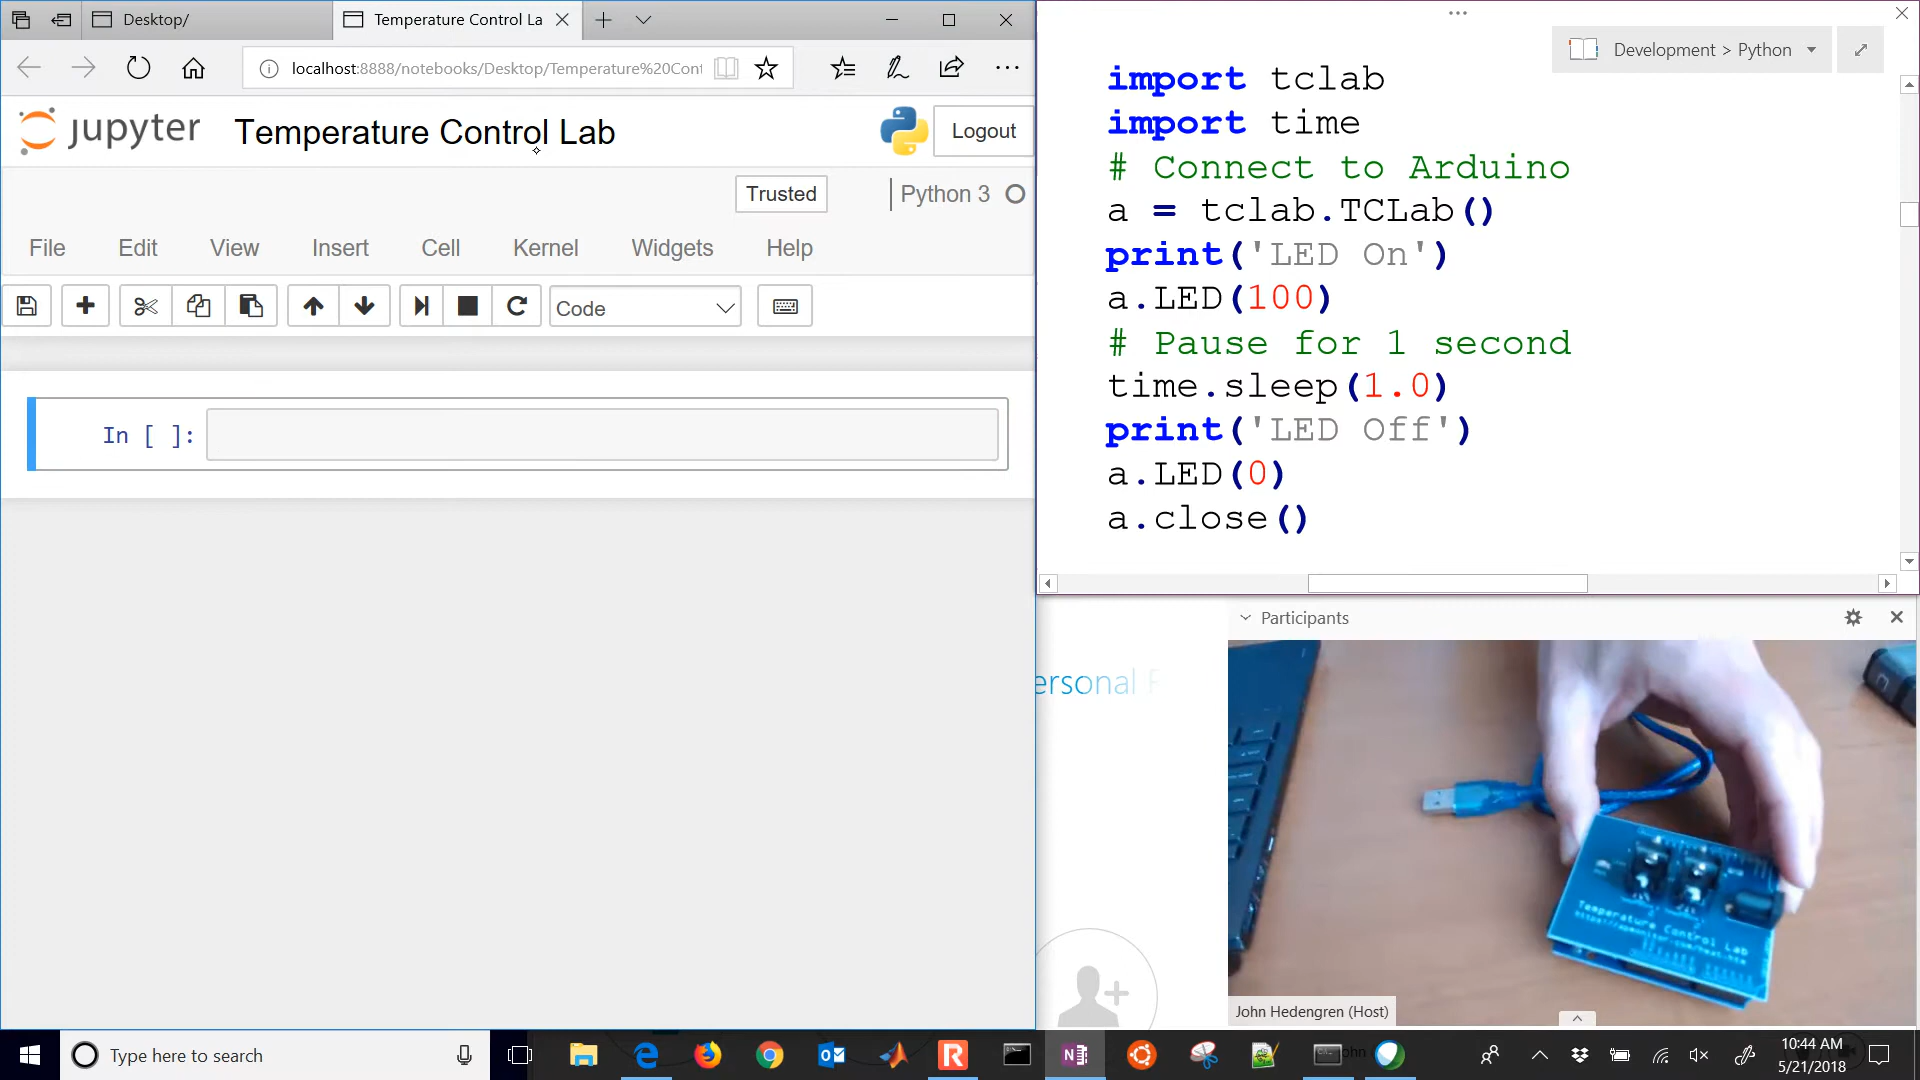 Desktop/
Temperature Control La
localhost:8888/notebooks/Desktop/Temperature%20Cont
jupyter
Temperature Control Lab
Logout
Trusted
Python 3
File
Edit
View
Insert
Cell
Kernel
Widgets
Help
Code
In [ ]:
Development > Python
import tclab
import time
# Connect to Arduino
a = tclab.TCLab()
print('LED On')
a.LED(100)
# Pause for 1 second
time.sleep(1.0)
print('LED Off')
a.LED(0)
a.close()
Participants
ersonal
Temperature Control Lab
John Hedengren (Host)
Type here to search
10:44 AM
5/21/2018